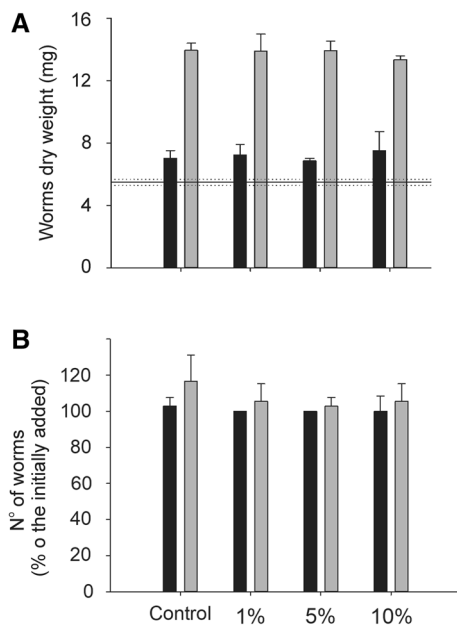 A
Worms dry weight (mg)
16
12
8
4
0
B
N° of worms
(% o the initially added)
120
100
80
60
40
20
0
Control 1% 5% 10%